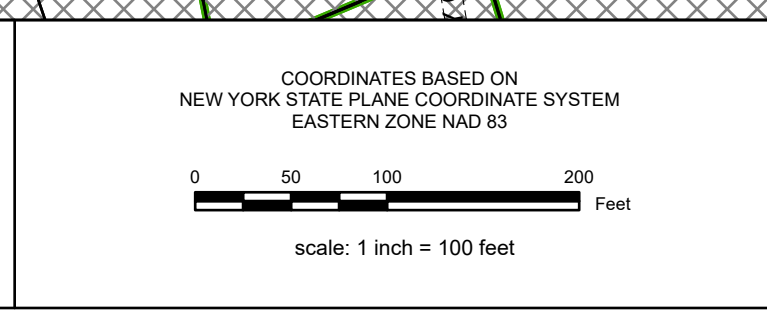 COORDINATES BASED ON
NEW YORK STATE PLANE COORDINATE SYSTEM
EASTERN ZONE NAD 83
0 50 100 200
Feet
scale: 1 inch = 100 feet